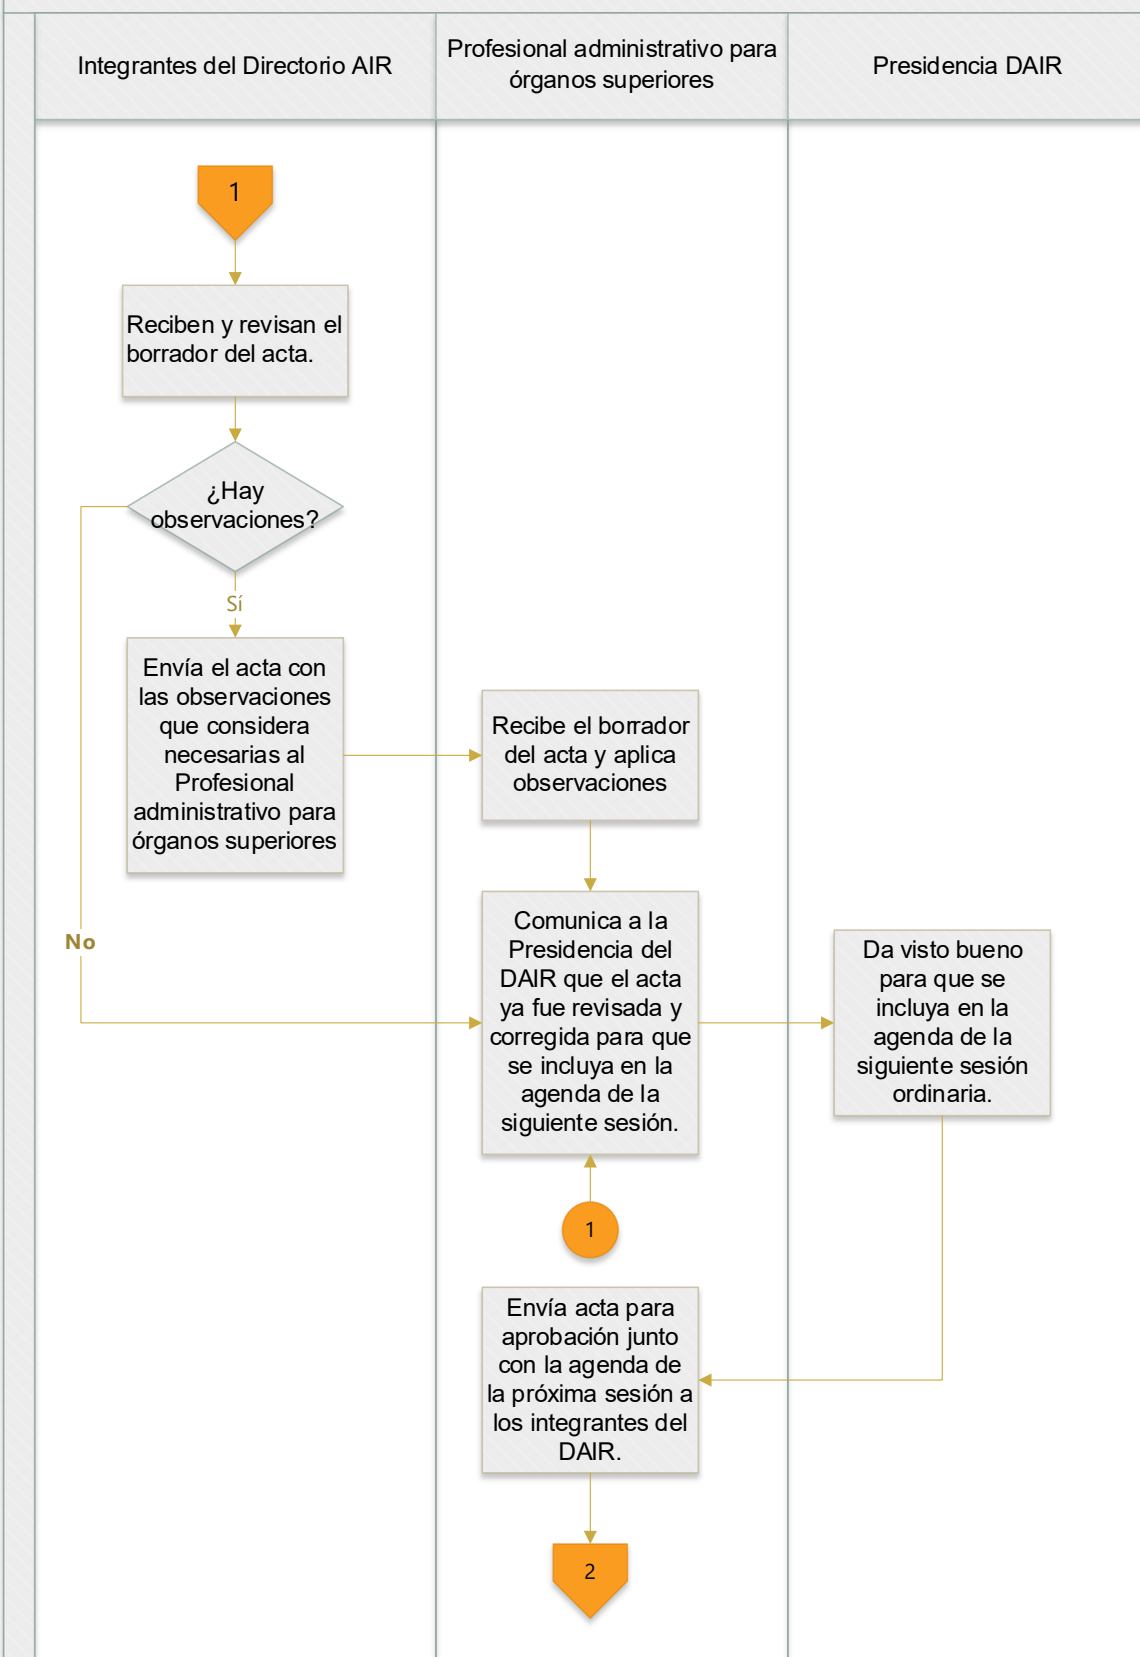 Integrantes del Directorio AIR
Profesional administrativo para
órganos superiores
Presidencia DAIR
1
Reciben y revisan el
borrador del acta.
¿Hay
observaciones?
Sí
Envía el acta con
las observaciones
que considera
necesarias al
Profesional
administrativo para
órganos superiores
Recibe el borrador
del acta y aplica
observaciones
No
Comunica a la
Presidencia del
DAIR que el acta
ya fue revisada y
corregida para que
se incluya en la
agenda de la
siguiente sesión.
Da visto bueno
para que se
incluya en la
agenda de la
siguiente sesión
ordinaria.
1
Envía acta para
aprobación junto
con la agenda de
la próxima sesión a
los integrantes del
DAIR.
2